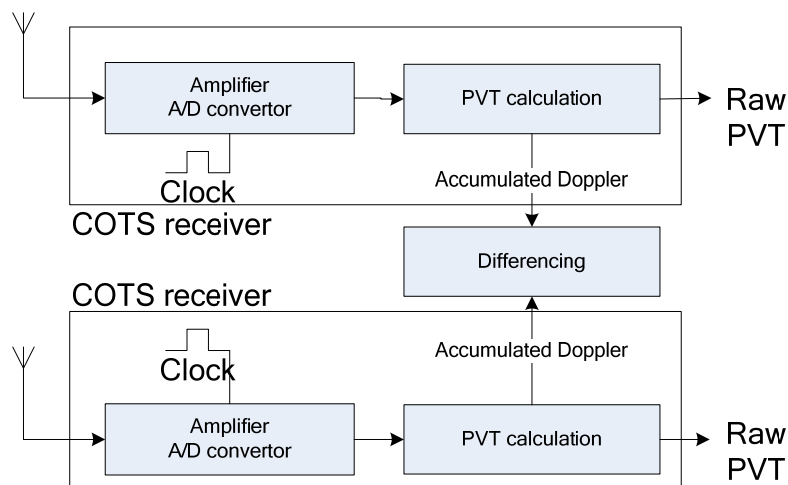 Amplifier
A/D convertor
PVT calculation
Raw
PVT
Clock
Accumulated Doppler
COTS receiver
Differencing
COTS receiver
Clock
Accumulated Doppler
Amplifier
A/D convertor
PVT calculation
Raw
PVT